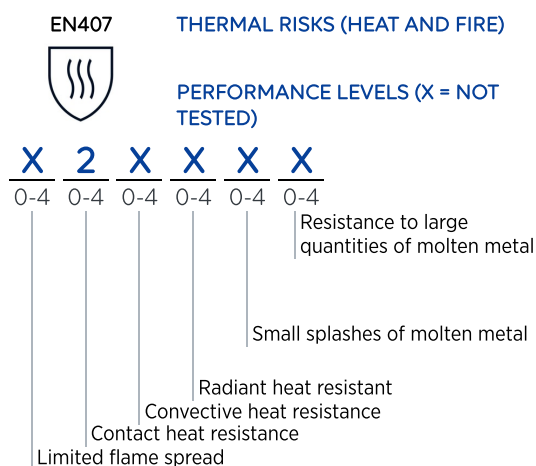 EN407
THERMAL RISKS (HEAT AND FIRE)
PERFORMANCE LEVELS (X = NOT
TESTED)
X 2 X X X X
0-4 0-4 0-4 0-4 0-4 0-4
Resistance to large
quantities of molten metal
Small splashes of molten metal
Radiant heat resistant
Convective heat resistance
Contact heat resistance
Limited flame spread